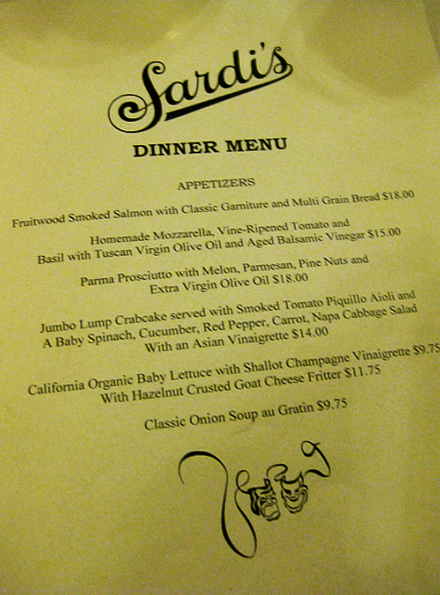 Sardi's
DINNER MENU
APPETIZERS
Fruitwood Smoked Salmon with Classic Garniture and Multi Grain Bread $18.00
Homemade Mozzarella, Vine-Ripened Tomato and
Basil with Tuscan Virgin Olive Oil and Aged Balsamic Vinegar $15.00
Parma Prosciutto with Melon, Parmesan, Pine Nuts and
Extra Virgin Olive Oil $18.00
Jumbo Lump Crabcake served with Smoked Tomato Piquillo Aioli and
A Baby Spinach, Cucumber, Red Pepper, Carrot, Napa Cabbage Salad
With an Asian Vinaigrette $14.00
California Organic Baby Lettuce with Shallot Champagne Vinaigrette $9.75
With Hazelnut Crusted Goat Cheese Fritter $11.75
Classic Onion Soup au Gratin $9.75